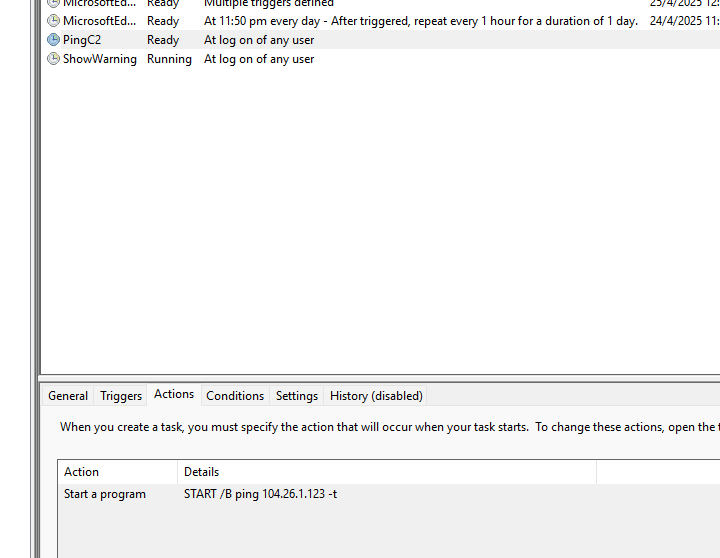 MicrosoftEd... Ready Multiple triggers defined 25/4/2025 12:
MicrosoftEd... Ready At 11:50 pm every day - After triggered, repeat every 1 hour for a duration of 1 day. 24/4/2025 11:
PingC2 Ready At log on of any user
ShowWarning Running At log on of any user
General Triggers Actions Conditions Settings History (disabled)
When you create a task, you must specify the action that will occur when your task starts. To change these actions, open the t
Action Details
Start a program START /B ping 104.26.1.123 -t